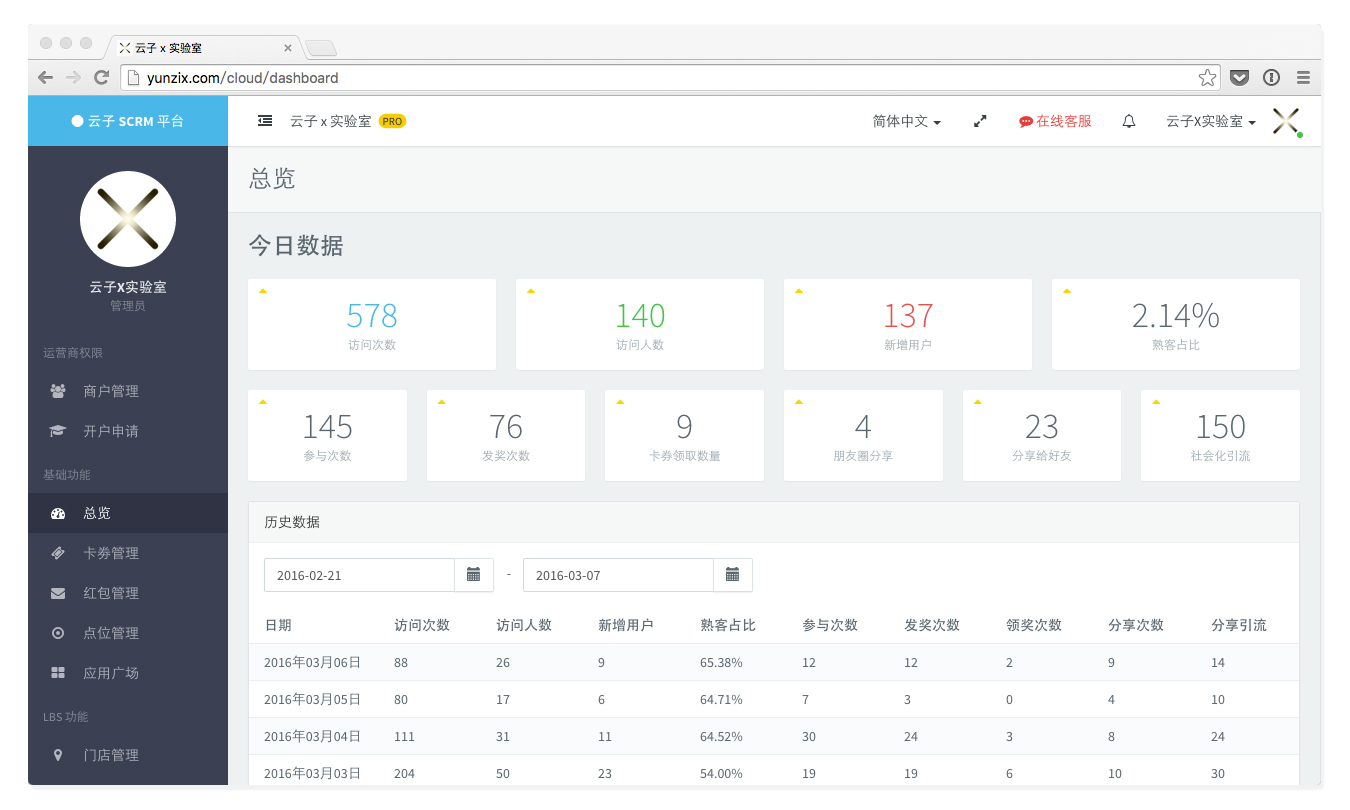 云子 x 实验室
yunzix.com/cloud/dashboard
云子 SCRM 平台
云子 x 实验室 PRO
简体中文
在线客服
云子X实验室
云子X实验室
管理员
运营商权限
商户管理
开户申请
基础功能
总览
卡券管理
红包管理
点位管理
应用广场
LBS 功能
门店管理
总览
今日数据
578
访问次数
140
访问人数
137
新增用户
2.14%
熟客占比
145
参与次数
76
发奖次数
9
卡券领取数量
4
朋友圈分享
23
分享给好友
150
社会化引流
历史数据
2016-02-21 - 2016-03-07
日期 访问次数 访问人数 新增用户 熟客占比 参与次数 发奖次数 领奖次数 分享次数 分享引流
2016年03月06日 88 26 9 65.38% 12 12 2 9 14
2016年03月05日 80 17 6 64.71% 7 3 0 4 10
2016年03月04日 111 31 11 64.52% 30 24 3 8 24
2016年03月03日 204 50 23 54.00% 19 19 6 10 30